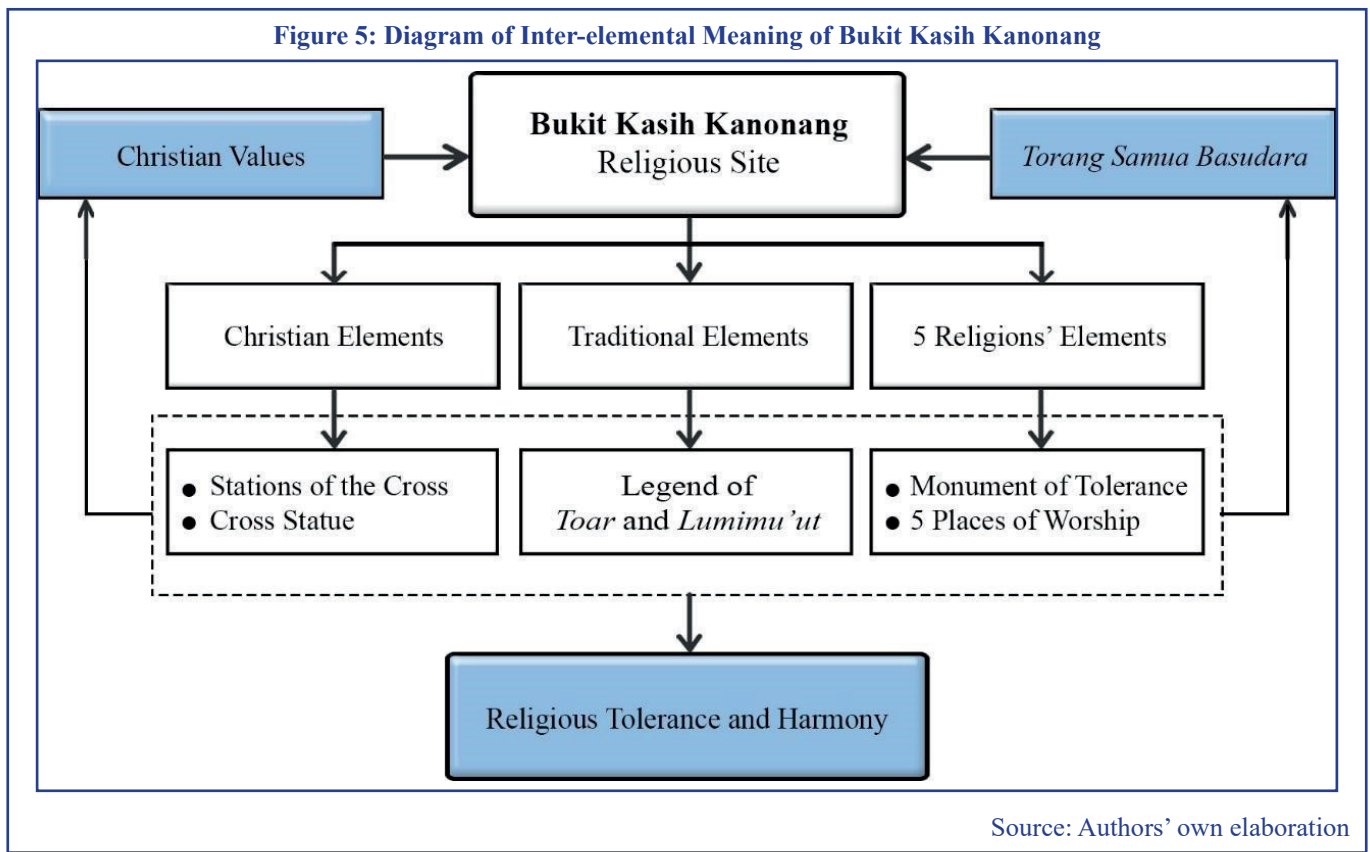 Figure 5: Diagram of Inter-elemental Meaning of Bukit Kasih Kanonang
Christian Values
Bukit Kasih Kanonang
Religious Site
Torang Samua Basudara
Christian Elements
Traditional Elements
5 Religions’ Elements
● Stations of the Cross
● Cross Statue
Legend of
Toar and Lumimu’ut
● Monument of Tolerance
● 5 Places of Worship
Religious Tolerance and Harmony
Source: Authors’ own elaboration